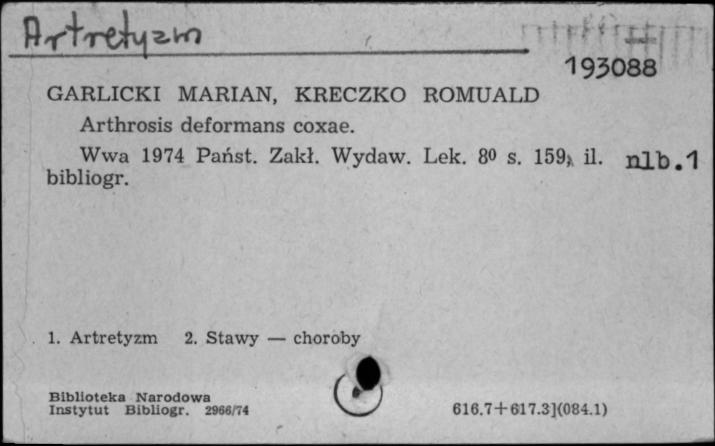 Artretyzm
193088
GARLICKI MARIAN, KRECZKO ROMUALD
Arthrosis deformans coxae.
Wwa 1974 Państ. Zakł. Wydaw. Lek. 8⁰ s. 159, il. nlb.1
bibliogr.
1. Artretyzm 2. Stawy — choroby
Biblioteka Narodowa
Instytut Bibliogr. 2966/74
616.7+617.3](084.1)